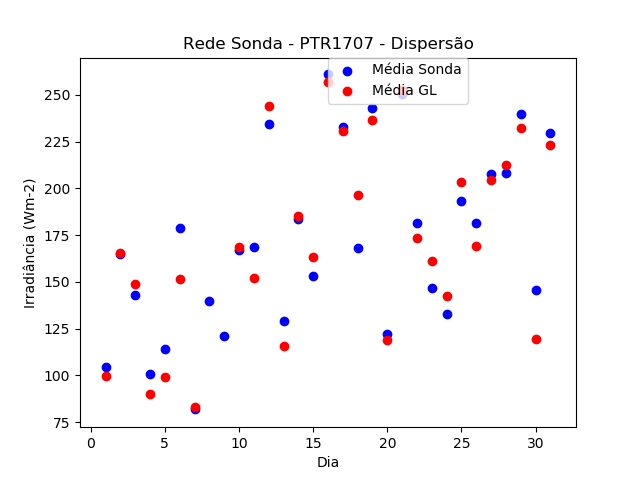 Rede Sonda - PTR1707 - Dispersão
Média Sonda
Média GL
Irradiância (Wm-2)
250
225
200
175
150
125
100
75
0 5 10 15 20 25 30
Dia